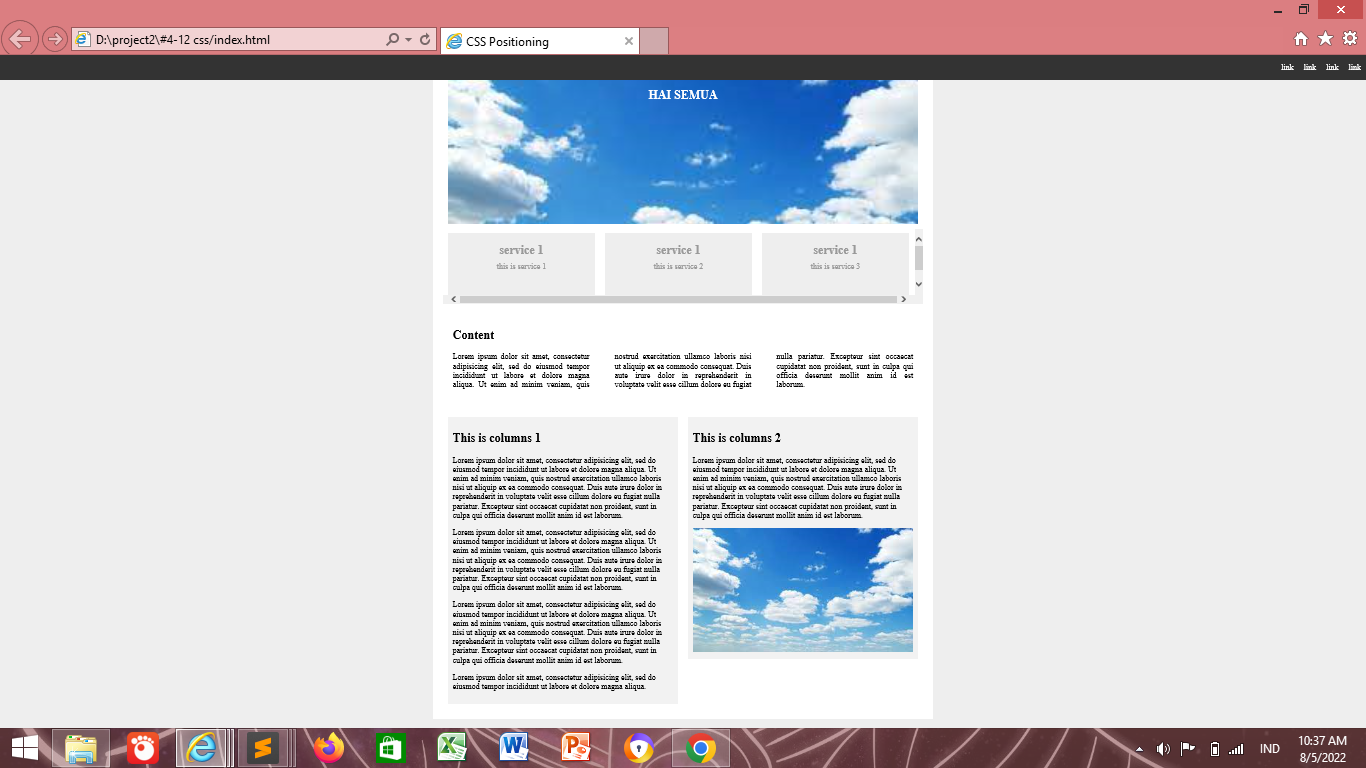 D:\project2\#4-12 css/index.html
CSS Positioning
link link link link
HAI SEMUA
service 1
this is service 1
service 1
this is service 2
service 1
this is service 3
Content
Lorem ipsum dolor sit amet, consectetur
adipisicing elit, sed do eiusmod tempor
incididunt ut labore et dolore magna
aliqua. Ut enim ad minim veniam, quis
nostrud exercitation ullamco laboris nisi
ut aliquip ex ea commodo consequat. Duis
aute irure dolor in reprehenderit in
voluptate velit esse cillum dolore eu fugiat
nulla pariatur. Excepteur sint occaecat
cupidatat non proident, sunt in culpa qui
officia deserunt mollit anim id est
laborum.
This is columns 1
Lorem ipsum dolor sit amet, consectetur adipisicing elit, sed do
eiusmod tempor incididunt ut labore et dolore magna aliqua. Ut
enim ad minim veniam, quis nostrud exercitation ullamco laboris
nisi ut aliquip ex ea commodo consequat. Duis aute irure dolor in
reprehenderit in voluptate velit esse cillum dolore eu fugiat nulla
pariatur. Excepteur sint occaecat cupidatat non proident, sunt in
culpa qui officia deserunt mollit anim id est laborum.
Lorem ipsum dolor sit amet, consectetur adipisicing elit, sed do
eiusmod tempor incididunt ut labore et dolore magna aliqua. Ut
enim ad minim veniam, quis nostrud exercitation ullamco laboris
nisi ut aliquip ex ea commodo consequat. Duis aute irure dolor in
reprehenderit in voluptate velit esse cillum dolore eu fugiat nulla
pariatur. Excepteur sint occaecat cupidatat non proident, sunt in
culpa qui officia deserunt mollit anim id est laborum.
Lorem ipsum dolor sit amet, consectetur adipisicing elit, sed do
eiusmod tempor incididunt ut labore et dolore magna aliqua. Ut
enim ad minim veniam, quis nostrud exercitation ullamco laboris
nisi ut aliquip ex ea commodo consequat. Duis aute irure dolor in
reprehenderit in voluptate velit esse cillum dolore eu fugiat nulla
pariatur. Excepteur sint occaecat cupidatat non proident, sunt in
culpa qui officia deserunt mollit anim id est laborum.
Lorem ipsum dolor sit amet, consectetur adipisicing elit, sed do
eiusmod tempor incididunt ut labore et dolore magna aliqua.
This is columns 2
Lorem ipsum dolor sit amet, consectetur adipisicing elit, sed do
eiusmod tempor incididunt ut labore et dolore magna aliqua. Ut
enim ad minim veniam, quis nostrud exercitation ullamco laboris
nisi ut aliquip ex ea commodo consequat. Duis aute irure dolor in
reprehenderit in voluptate velit esse cillum dolore eu fugiat nulla
pariatur. Excepteur sint occaecat cupidatat non proident, sunt in
culpa qui officia deserunt mollit anim id est laborum.
IND
10:37 AM
8/5/2022